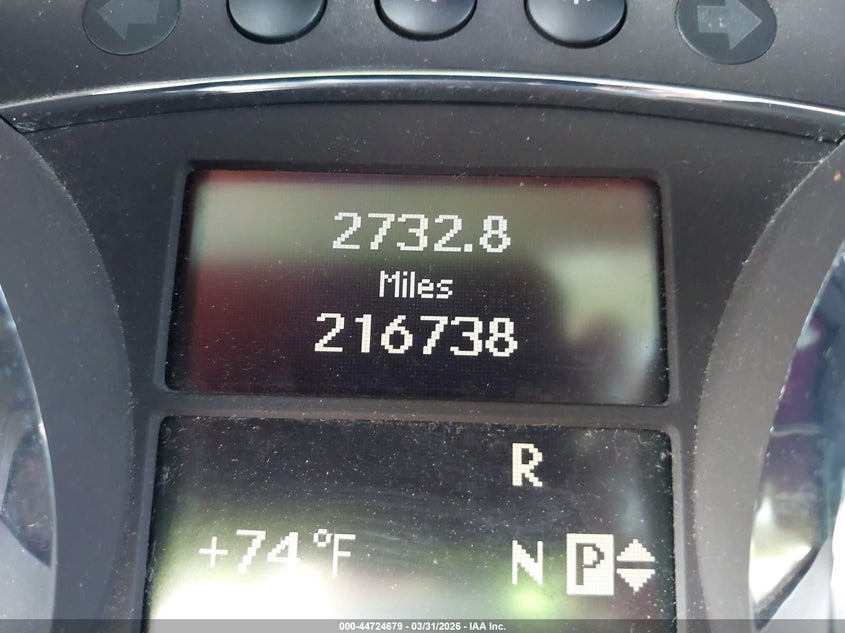 2732.8
Miles
216738
R
+74°F N P
000-44724679 - 03/31/2026 - IAA Inc.